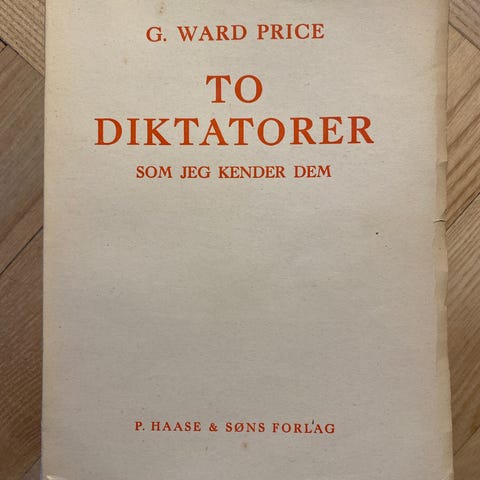 G. WARD PRICE
TO
DIKTATORER
SOM JEG KENDER DEM
P. HAASE & SØNS FORLAG